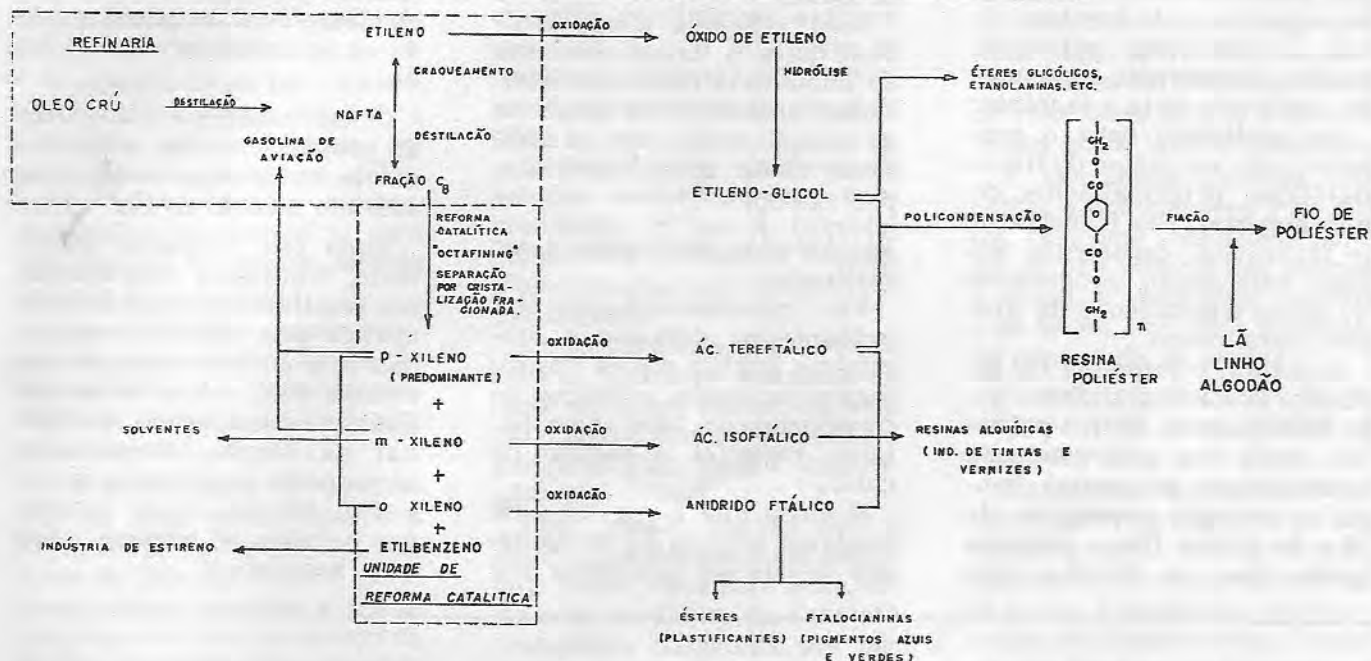 REFINARIA
OLEO CRÚ
DESTILAÇÃO
ETILENO
CRAQUEAMENTO
NAFTA
DESTILAÇÃO
GASOLINA DE
AVIAÇÃO
FRAÇÃO C8
OXIDAÇÃO
ÓXIDO DE ETILENO
HIDRÓLISE
ÉTERES GLICÓLICOS,
ETANOLAMINAS, ETC.
ETILENO-GLICOL
REFORMA
CATALÍTICA
"OCTAFINING"
SEPARAÇÃO
POR CRISTA-
LIZAÇÃO FRA-
CIONADA.
POLICONDENSAÇÃO
CH2
O
CO
O
CO
O
CH2
n
RESINA
POLIÉSTER
FIAÇÃO
FIO DE
POLIÉSTER
LÃ
LINHO
ALGODÃO
p - XILENO
(PREDOMINANTE)
OXIDAÇÃO
ÁC. TEREFTÁLICO
+
SOLVENTES
m - XILENO
OXIDAÇÃO
ÁC. ISOFTÁLICO
RESINAS ALQUÍDICAS
(IND. DE TINTAS E
VERNIZES)
+
o XILENO
OXIDAÇÃO
ANIDRIDO FTÁLICO
+
INDÚSTRIA DE ESTIRENO
ETILBENZENO
UNIDADE DE
REFORMA CATALITICA
ÉSTERES
(PLASTIFICANTES)
FTALOCIANINAS
(PIGMENTOS AZUIS
E VERDES)